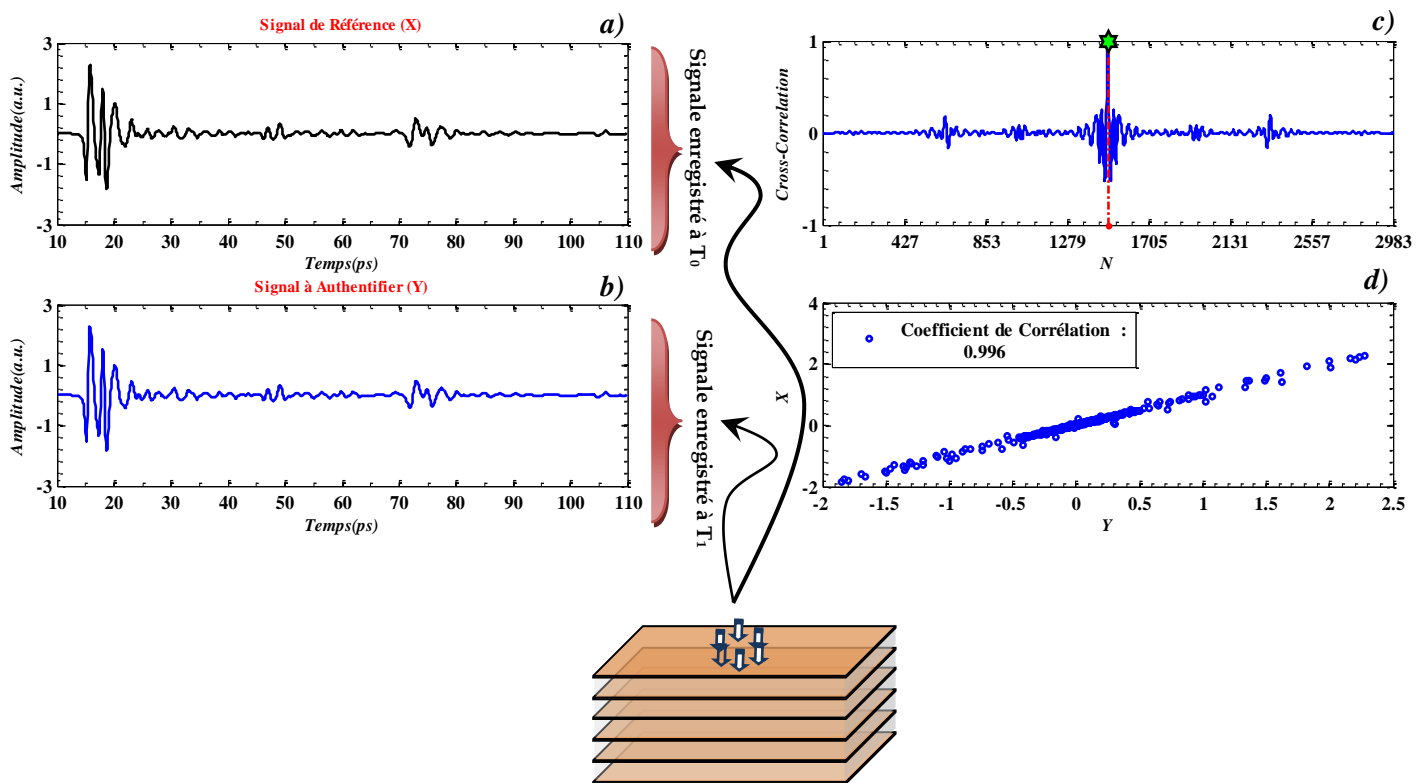 Signal de Référence (X)
a)
3
1
-1
-3
Amplitude(a.u.)
10 20 30 40 50 60 70 80 90 100 110
Temps(ps)
Signale enregistré à T0
Signal à Authentifier (Y)
b)
3
1
-1
-3
Amplitude(a.u.)
10 20 30 40 50 60 70 80 90 100 110
Temps(ps)
Signale enregistré à T1
c)
1
0
-1
Cross-Correlation
1 427 853 1279 1705 2131 2557 2983
N
d)
4
2
0
-2
X
Coefficient de Corrélation :
0.996
-2 -1.5 -1 -0.5 0 0.5 1 1.5 2 2.5
Y